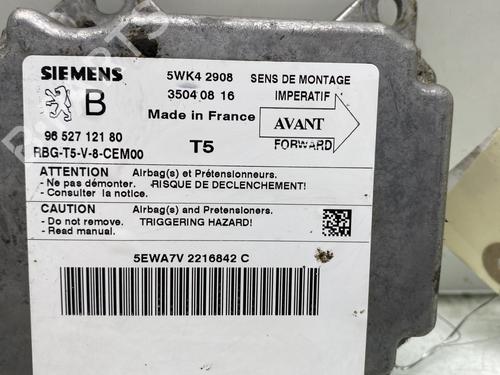 SIEMENS 5WK4 2908 SENS DE MONTAGE
B 35040 08 16 IMPERATIF
Made in France AVANT
96 527 121 80 T5 FORWARD
RBG-T5-V-8-CEM00
ATTENTION Airbag(s) et Prétensionneurs.
- Ne pas démonter. RISQUE DE DECLENCHEMENT!
- Consulter la notice.
CAUTION Airbag(s) and Pretensioners.
- Do not remove. TRIGGERING HAZARD!
- Read manual.
5EWA7V 2216842 C